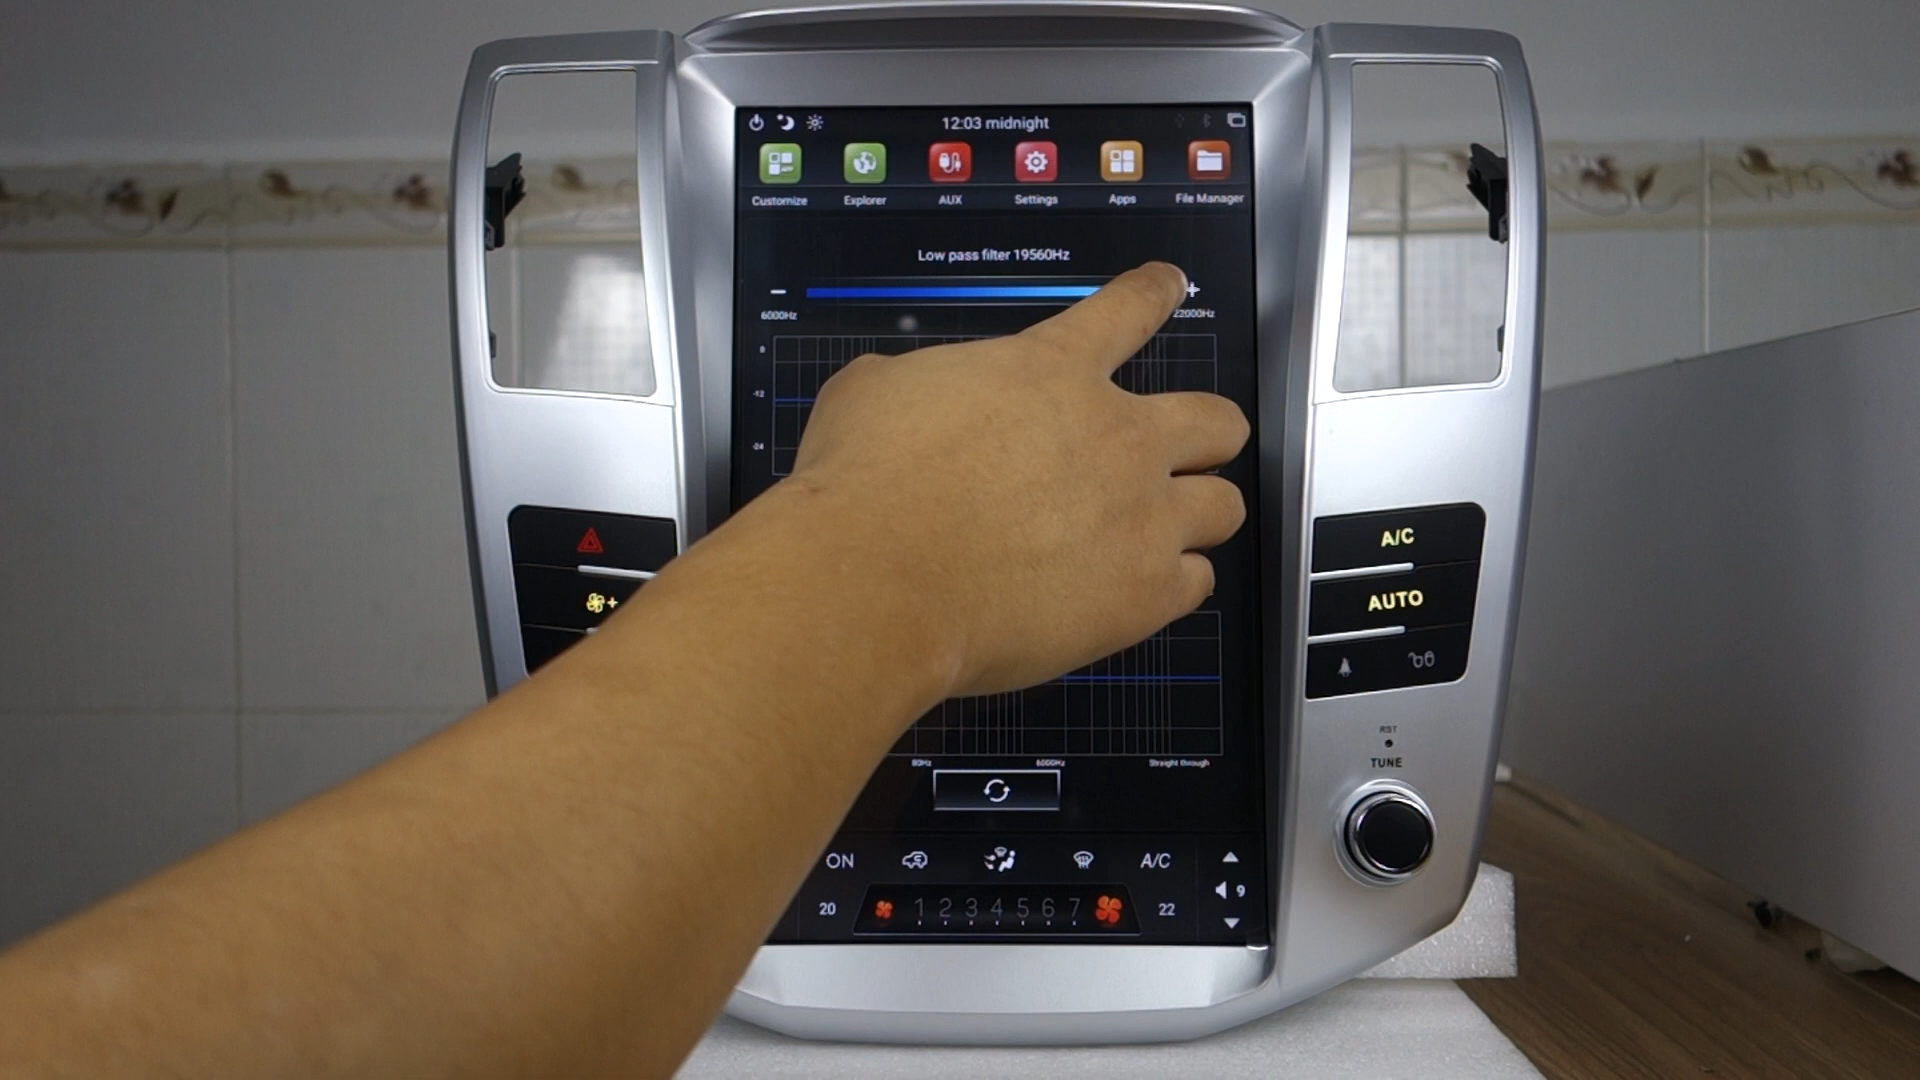 12:03 midnight
Customize Explorer AUX Settings Apps File Manager
Low pass filter 19560Hz
− +
6000Hz 22000Hz
-12
-24
A/C
+
AUTO
RST
TUNE
80Hz 6000Hz Straight through
ON A/C
9
20 1 2 3 4 5 6 7 22